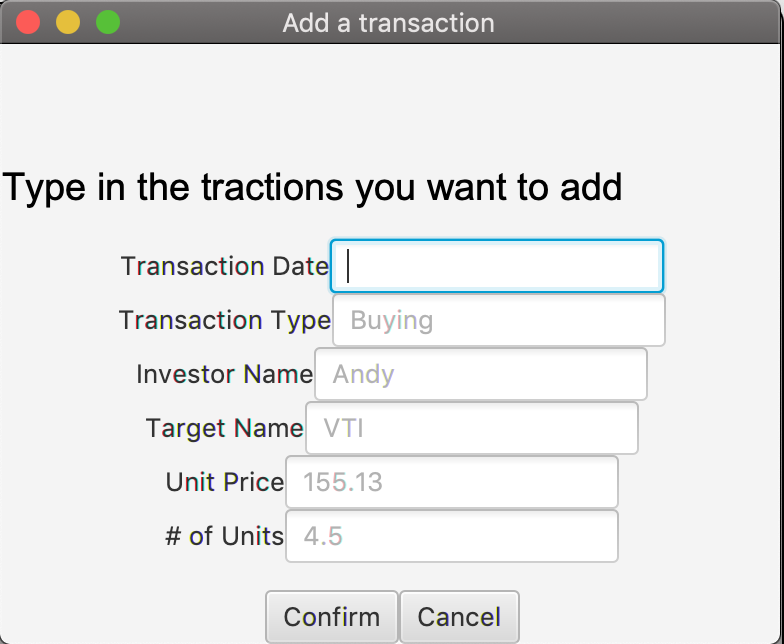 Add a transaction
Type in the tractions you want to add
Transaction Date
Transaction Type Buying
Investor Name Andy
Target Name VTI
Unit Price 155.13
# of Units 4.5
Confirm Cancel